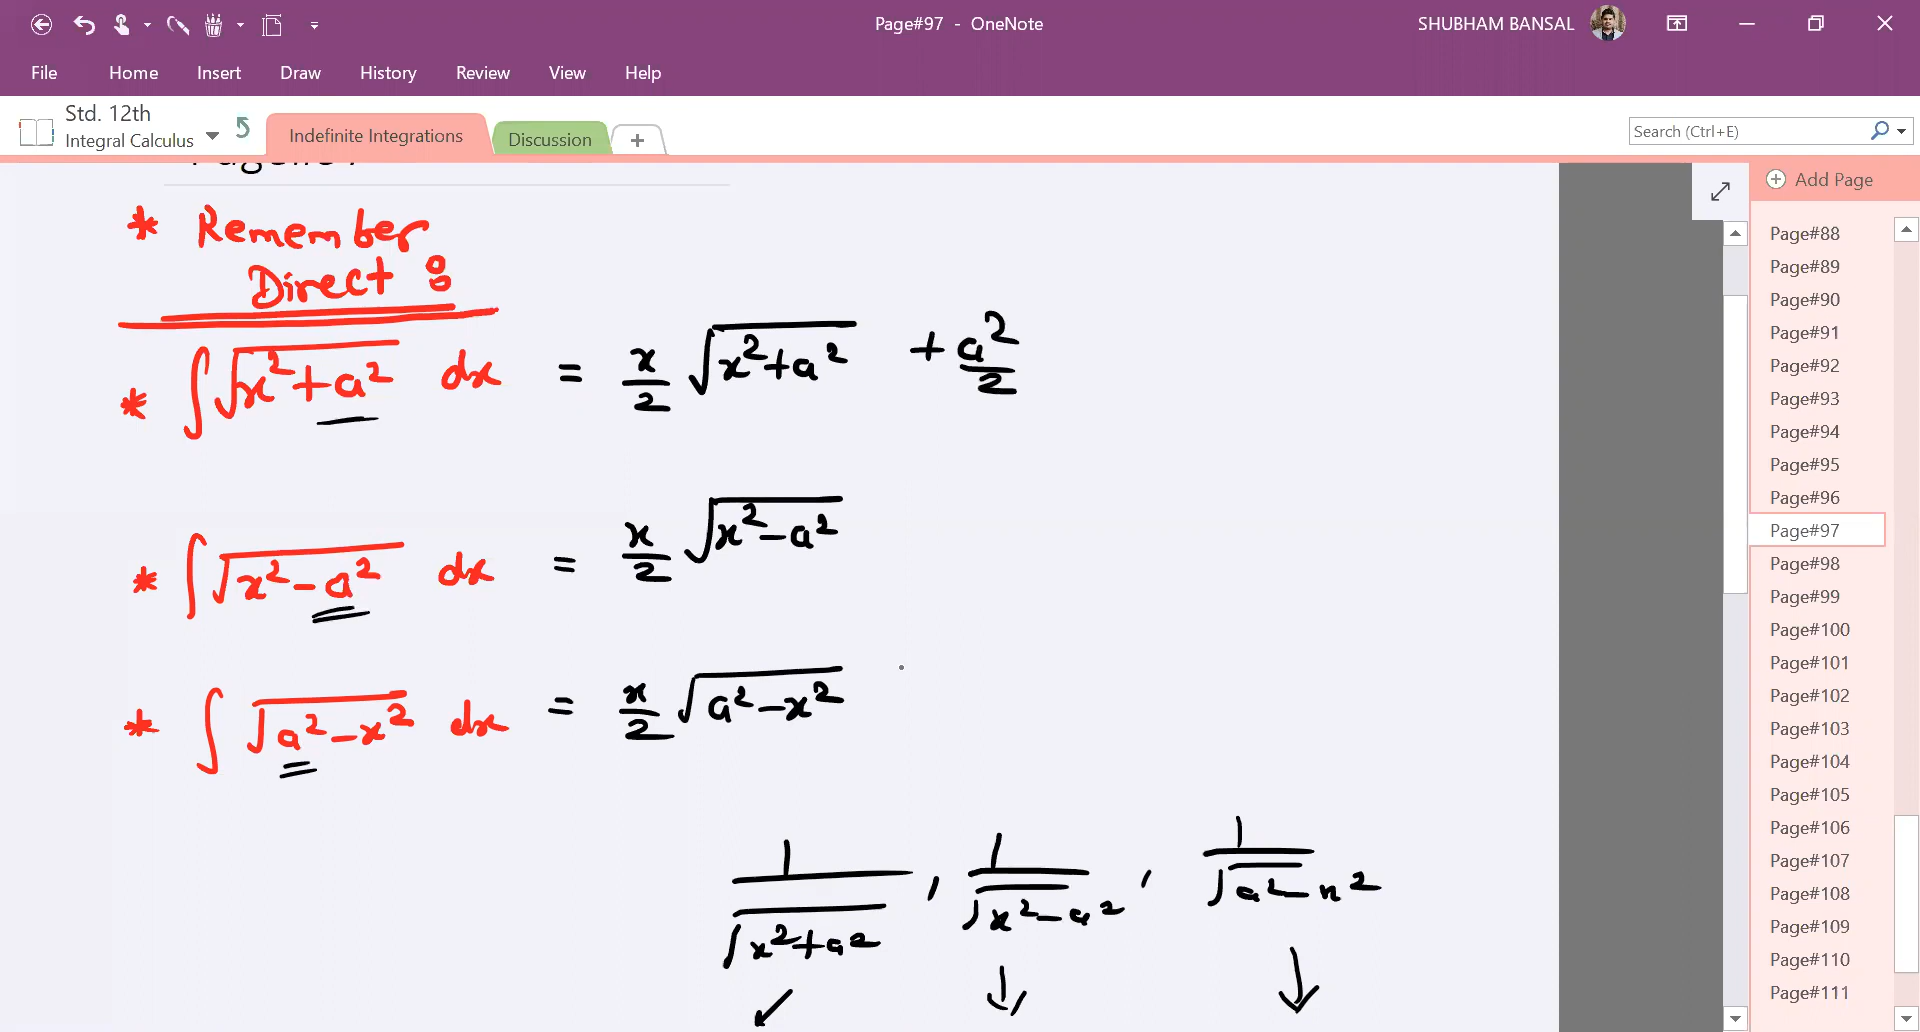 Page#97 - OneNote
SHUBHAM BANSAL
File Home Insert Draw History Review View Help
Std. 12th
Integral Calculus
Indefinite Integrations
Discussion
+
Search (Ctrl+E)
Add Page
* Remember
Direct :
* ∫√(x²+a²) dx = x/2 √(x²+a²) + a²/2
* ∫√(x²-a²) dx = x/2 √(x²-a²)
* ∫√(a²-x²) dx = x/2 √(a²-x²)
1/√(x²+a²) , 1/√(x²-a²) , 1/√(a²-x²)
Page#88
Page#89
Page#90
Page#91
Page#92
Page#93
Page#94
Page#95
Page#96
Page#97
Page#98
Page#99
Page#100
Page#101
Page#102
Page#103
Page#104
Page#105
Page#106
Page#107
Page#108
Page#109
Page#110
Page#111